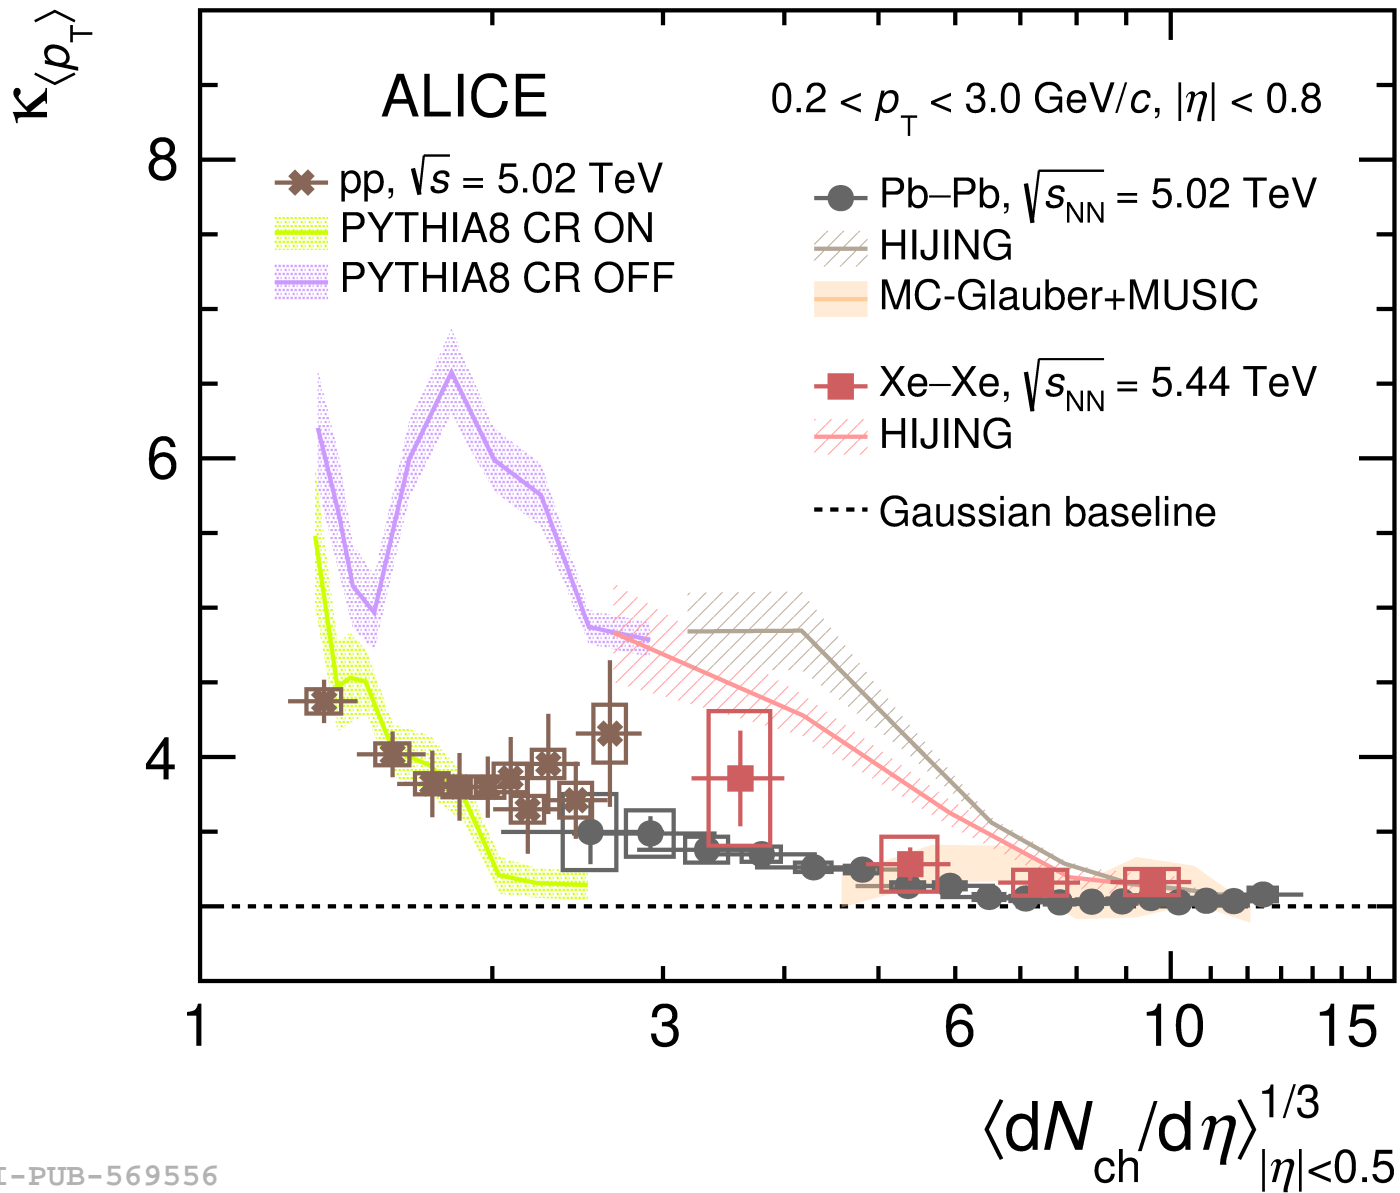 κ⟨pT⟩
ALICE
0.2 < pT < 3.0 GeV/c, |η| < 0.8
pp, √s = 5.02 TeV
PYTHIA8 CR ON
PYTHIA8 CR OFF
Pb–Pb, √sNN = 5.02 TeV
HIJING
MC-Glauber+MUSIC
Xe–Xe, √sNN = 5.44 TeV
HIJING
Gaussian baseline
8
6
4
1
3
6
10
15
⟨dNch/dη⟩1/3|η|<0.5
I-PUB-569556